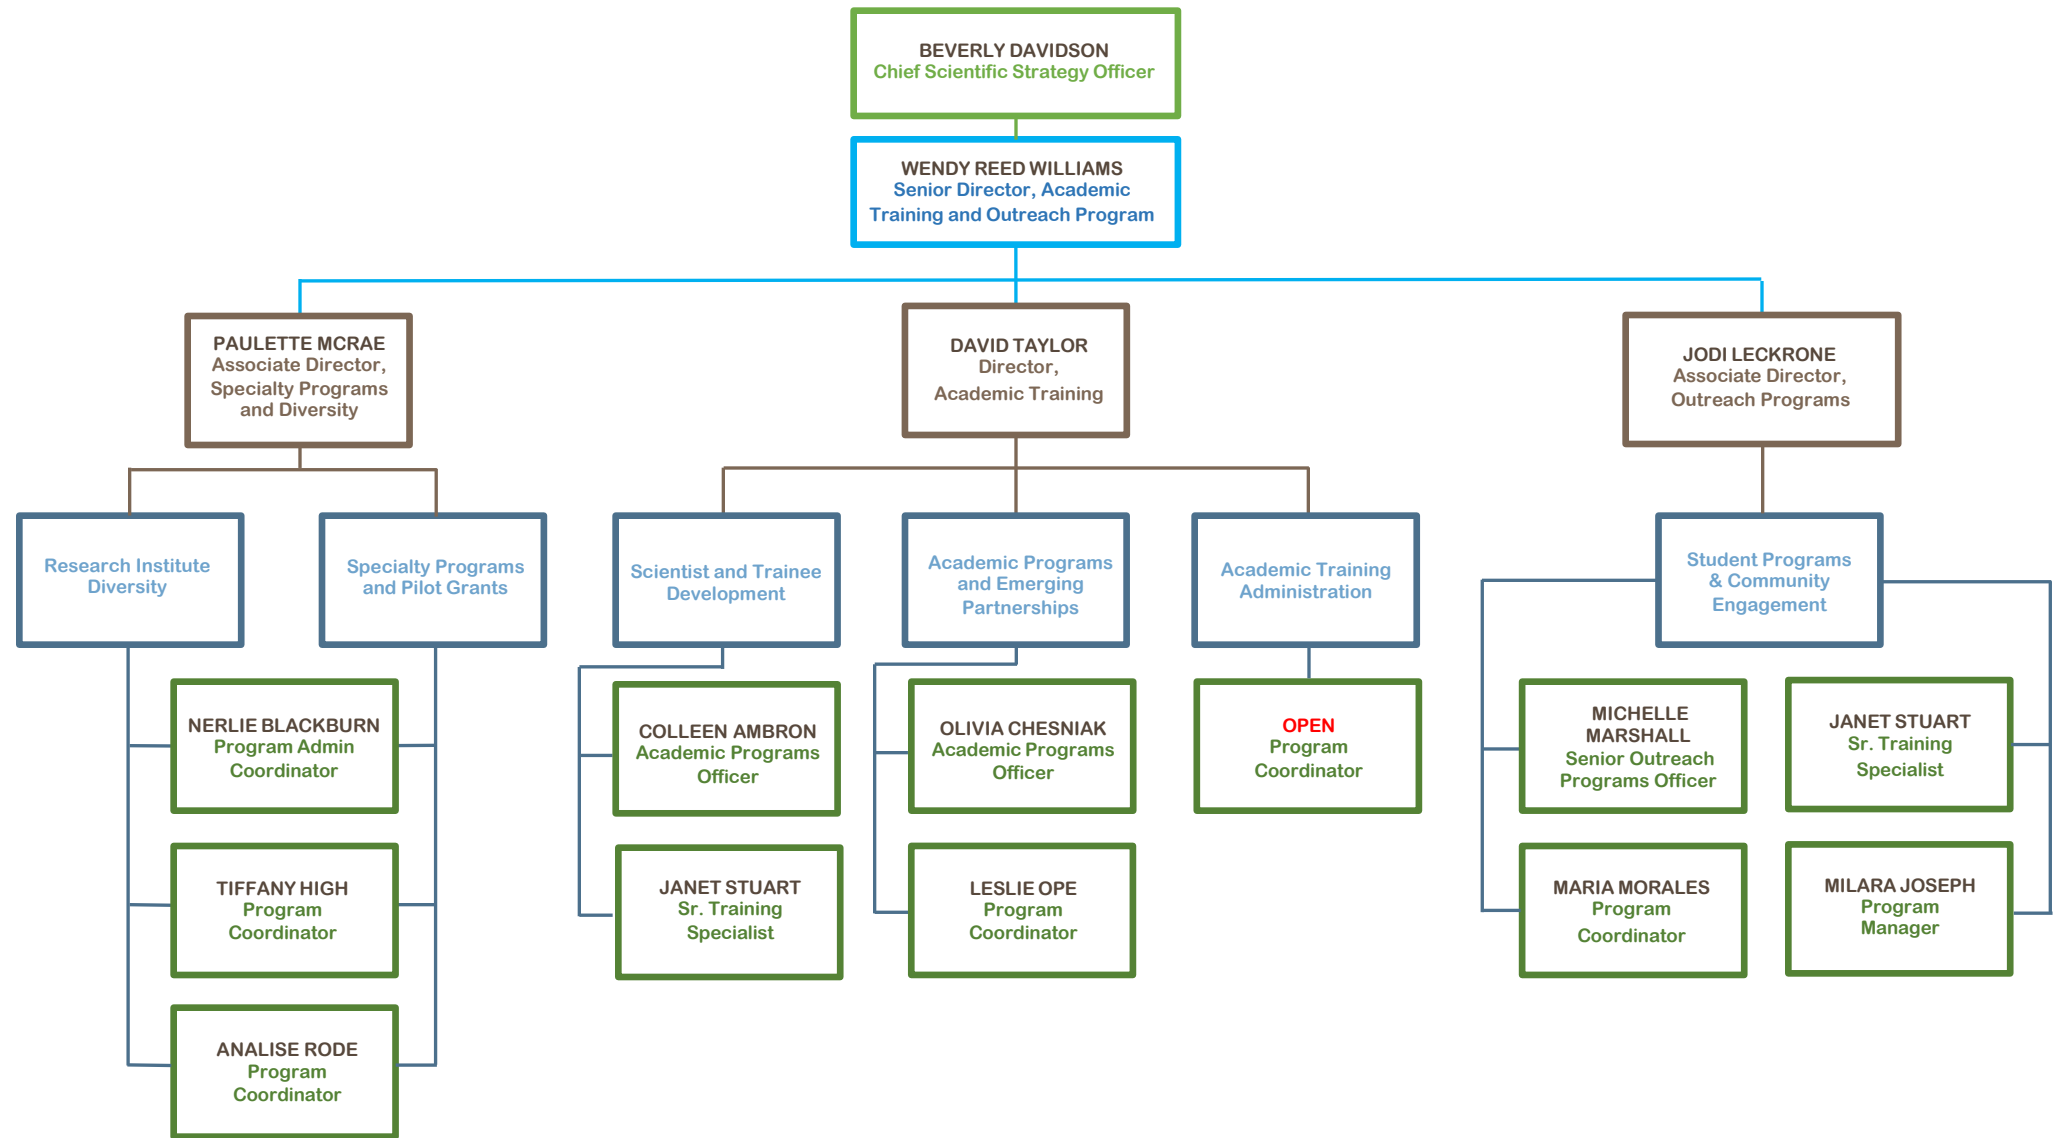 BEVERLY DAVIDSON
Chief Scientific Strategy Officer
WENDY REED WILLIAMS
Senior Director, Academic
Training and Outreach Program
PAULETTE MCRAE
Associate Director,
Specialty Programs
and Diversity
DAVID TAYLOR
Director,
Academic Training
JODI LECKRONE
Associate Director,
Outreach Programs
Research Institute
Diversity
Specialty Programs
and Pilot Grants
Scientist and Trainee
Development
Academic Programs
and Emerging
Partnerships
Academic Training
Administration
Student Programs
& Community
Engagement
NERLIE BLACKBURN
Program Admin
Coordinator
COLLEEN AMBRON
Academic Programs
Officer
OLIVIA CHESNIAK
Academic Programs
Officer
OPEN
Program
Coordinator
MICHELLE
MARSHALL
Senior Outreach
Programs Officer
JANET STUART
Sr. Training
Specialist
TIFFANY HIGH
Program
Coordinator
JANET STUART
Sr. Training
Specialist
LESLIE OPE
Program
Coordinator
MARIA MORALES
Program
Coordinator
MILARA JOSEPH
Program
Manager
ANALISE RODE
Program
Coordinator